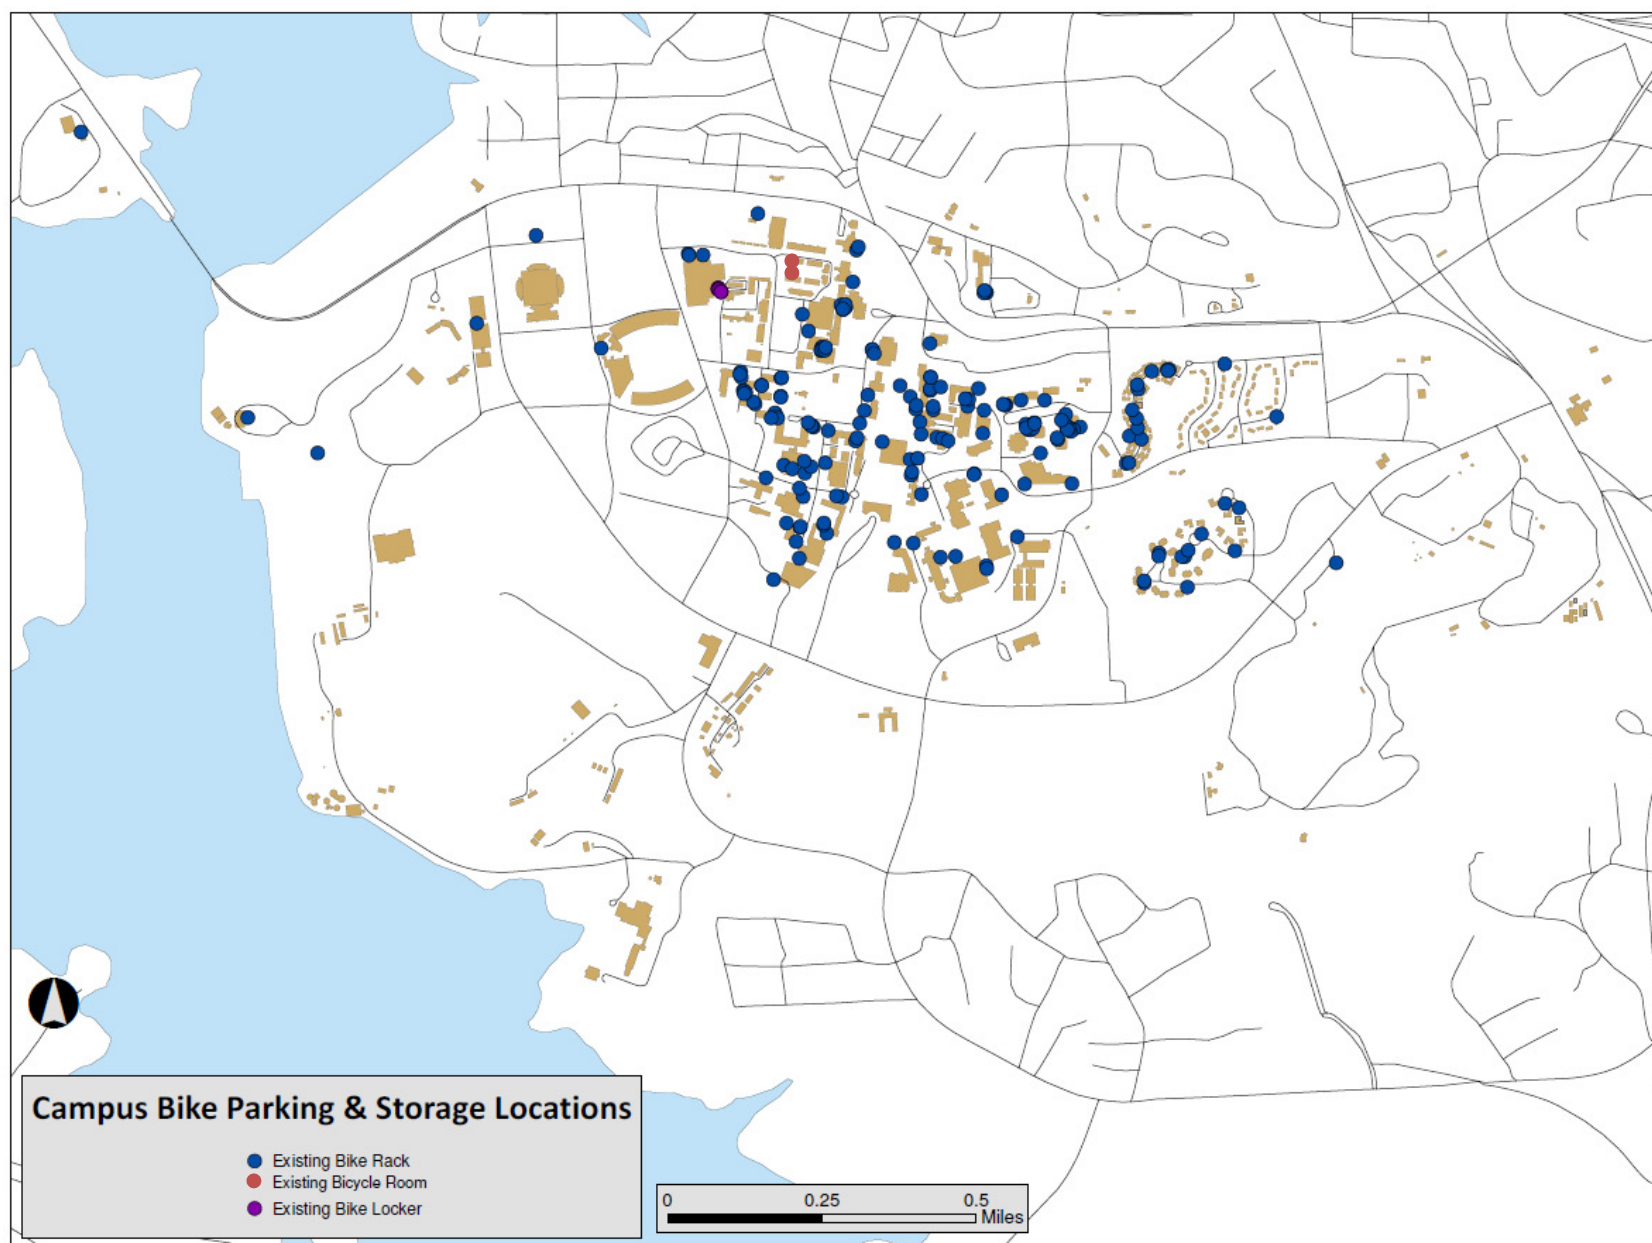 Campus Bike Parking & Storage Locations
Existing Bike Rack
Existing Bicycle Room
Existing Bike Locker
0 0.25 0.5
Miles